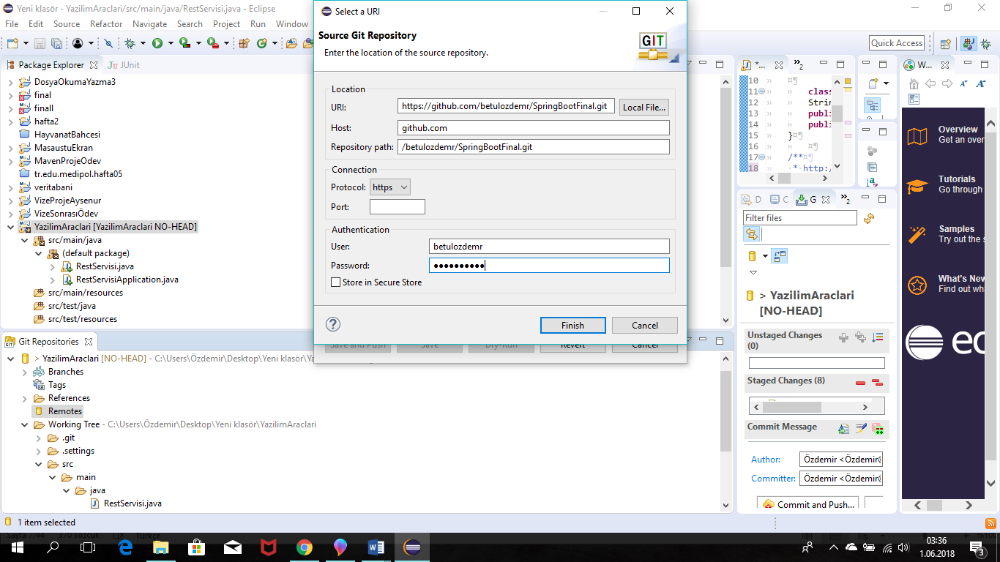 Yeni klasör - YazilimAraclari/src/main/java/RestServisi.java - Eclipse
File Edit Source Refactor Navigate Search Project Run Window
Quick Access
Package Explorer JUnit
DosyaOkumaYazma3
final
finall
hafta2
HayvanatBahcesi
MasaustuEkran
MavenProjeOdev
tr.edu.medipol.hafta05
veritabani
VizeProjeAysenur
VizeSonrasıÖdev
YazilimAraclari [YazilimAraclari NO-HEAD]
src/main/java
(default package)
RestServisi.java
RestServisiApplication.java
src/main/resources
src/test/java
src/test/resources
Git Repositories
> YazilimAraclari [NO-HEAD] - C:\Users\Özdemir\Desktop\Yeni klasör\Ya
Branches
Tags
References
Remotes
Working Tree - C:\Users\Özdemir\Desktop\Yeni klasör\YazilimAraclari
.git
.settings
src
main
java
RestServisi.java
1 item selected
Select a URI
Source Git Repository
Enter the location of the source repository.
GIT
Location
URI: https://github.com/betulozdemr/SpringBootFinal.git Local File...
Host: github.com
Repository path: /betulozdemr/SpringBootFinal.git
Connection
Protocol: https
Port:
Authentication
User: betulozdemr
Password: ●●●●●●●●●●
Store in Secure Store
Finish Cancel
Save and Push Save Dry-Run Revert Cancel
10
11 class
12 Strin
13 publi
14 publi
15 }
16
17 /**
18 * http:/
D C G
Filter files
> YazilimAraclari
[NO-HEAD]
Unstaged Changes
(0)
Staged Changes (8)
Commit Message
Author: Özdemir <Özdemir@
Committer: Özdemir <Özdemir@
Commit and Push...
W...
Overview
Get an over
Tutorials
Go through
Samples
Try out the s
What's New
Find out wh
ec
Sayfa 7/44 370 sözcük Türkçe
%100
03:36
1.06.2018
3